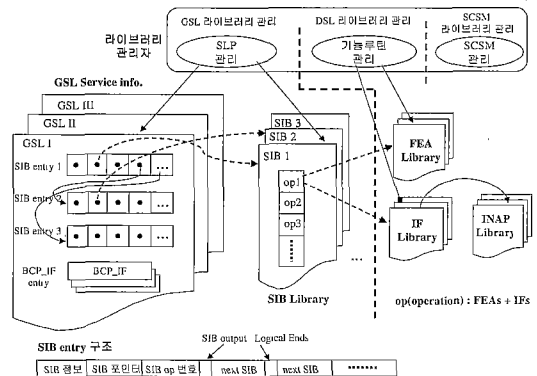 라이브러리
관리자
GSL 라이브러리 관리
SLP
관리
DSL 리이브러리 관리
기능루틴
관리
SCSM
라이브러리 관리
SCSM
관리
GSL Service info.
GSL III
GSL II
GSL I
SIB entry 1
...
SIB entry 2
...
SIB entry 3
...
BCP_IF
entry
BCP_IF
SIB 3
SIB 2
SIB 1
op1
op2
op3
...
SIB Library
FEA
Library
IF
Library
INAP
Library
op(operation) : FEAs + IFs
SIB entry 구조
SIB output Logical Ends
SIB 정보 SIB 포인터 SIB op 번호 next SIB next SIB .......